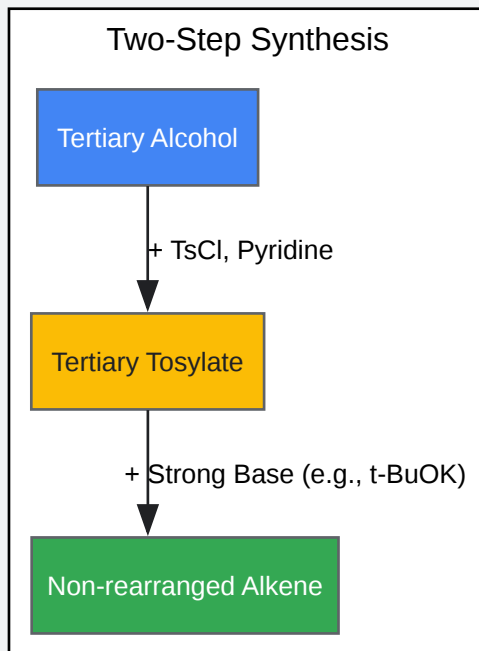 Two-Step Synthesis
Tertiary Alcohol
+ TsCl, Pyridine
Tertiary Tosylate
+ Strong Base (e.g., t-BuOK)
Non-rearranged Alkene